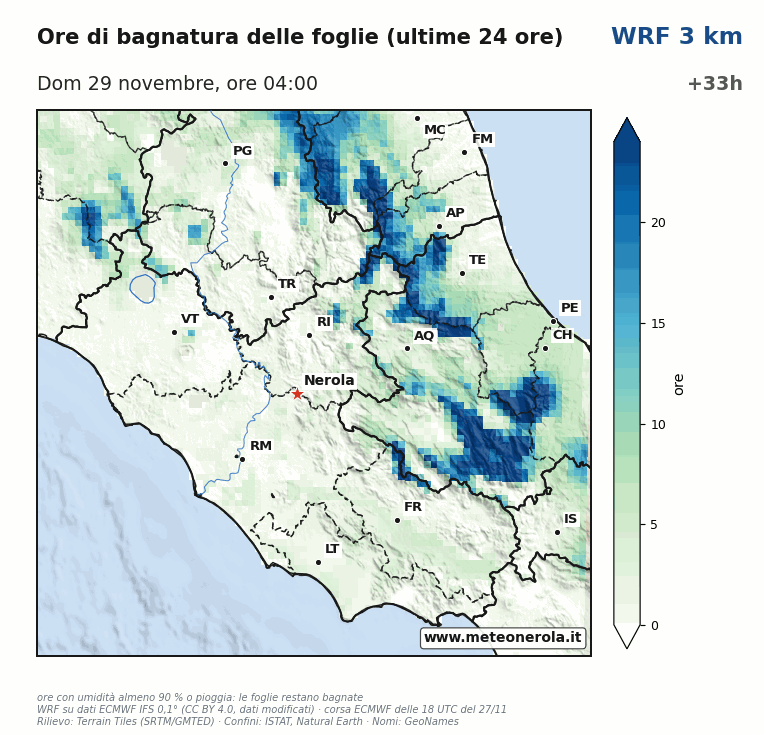 Ore di bagnatura delle foglie (ultime 24 ore)
WRF 3 km
Dom 29 novembre, ore 04:00
+33h
MC
FM
PG
AP
TE
TR
PE
VT
RI
AQ
CH
Nerola
RM
FR
IS
LT
20
15
10
5
0
ore
www.meteonerola.it
ore con umidità almeno 90 % o pioggia: le foglie restano bagnate
WRF su dati ECMWF IFS 0,1° (CC BY 4.0, dati modificati) · corsa ECMWF delle 18 UTC del 27/11
Rilievo: Terrain Tiles (SRTM/GMTED) · Confini: ISTAT, Natural Earth · Nomi: GeoNames